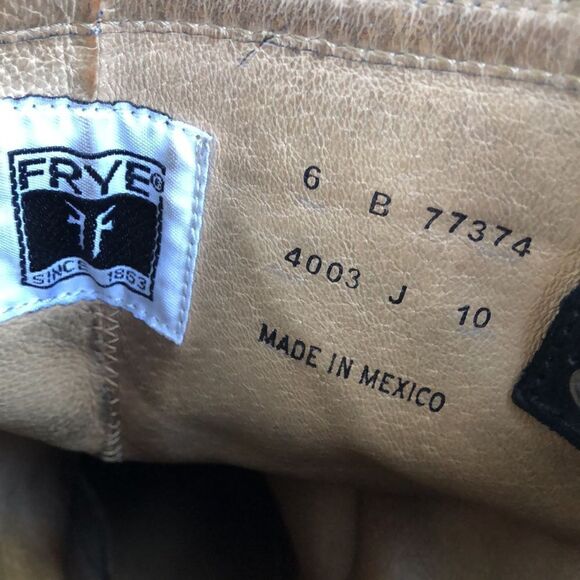 FRYE®
SINCE 1863
6 B 77374
4003 J 10
MADE IN MEXICO